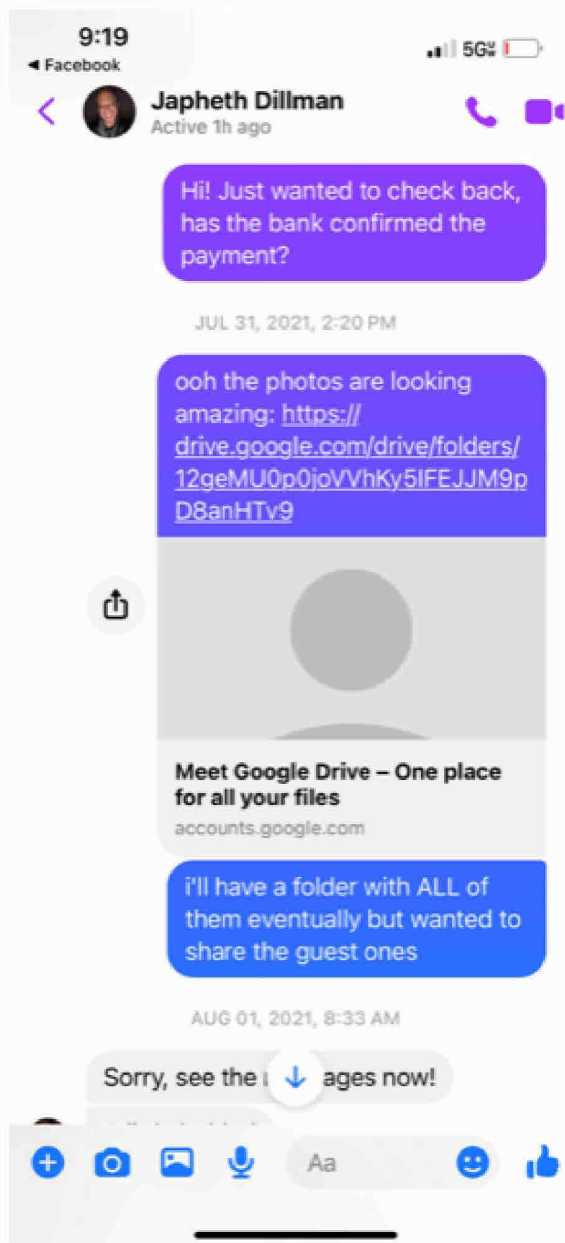 9:19
5G
◀ Facebook
Japheth Dillman
Active 1h ago
Hi! Just wanted to check back,
has the bank confirmed the
payment?
JUL 31, 2021, 2:20 PM
ooh the photos are looking
amazing: https://
drive.google.com/drive/folders/
12geMU0p0joVVhKy5IFEJJM9p
D8anHTv9
Meet Google Drive – One place
for all your files
accounts.google.com
i'll have a folder with ALL of
them eventually but wanted to
share the guest ones
AUG 01, 2021, 8:33 AM
Sorry, see the ages now!
Aa